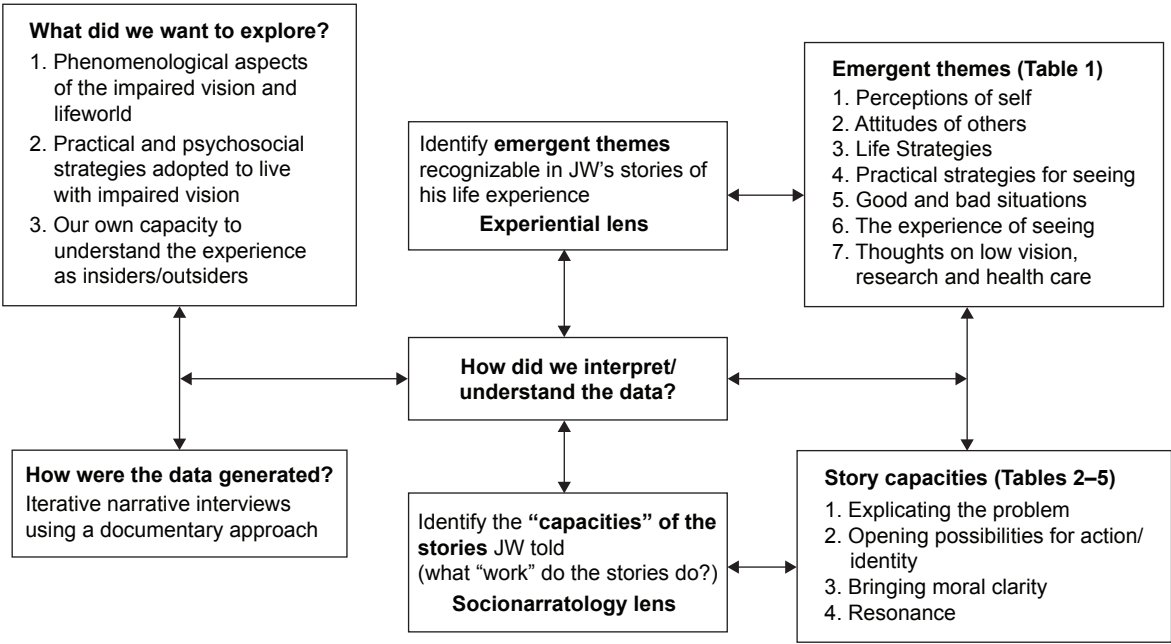 What did we want to explore?
1. Phenomenological aspects
of the impaired vision and
lifeworld
2. Practical and psychosocial
strategies adopted to live
with impaired vision
3. Our own capacity to
understand the experience
as insiders/outsiders
How were the data generated?
Iterative narrative interviews
using a documentary approach
Identify emergent themes
recognizable in JW's stories of
his life experience
Experiential lens
How did we interpret/
understand the data?
Identify the “capacities” of the
stories JW told
(what “work” do the stories do?)
Socionarratology lens
Emergent themes (Table 1)
1. Perceptions of self
2. Attitudes of others
3. Life Strategies
4. Practical strategies for seeing
5. Good and bad situations
6. The experience of seeing
7. Thoughts on low vision,
research and health care
Story capacities (Tables 2–5)
1. Explicating the problem
2. Opening possibilities for action/
identity
3. Bringing moral clarity
4. Resonance